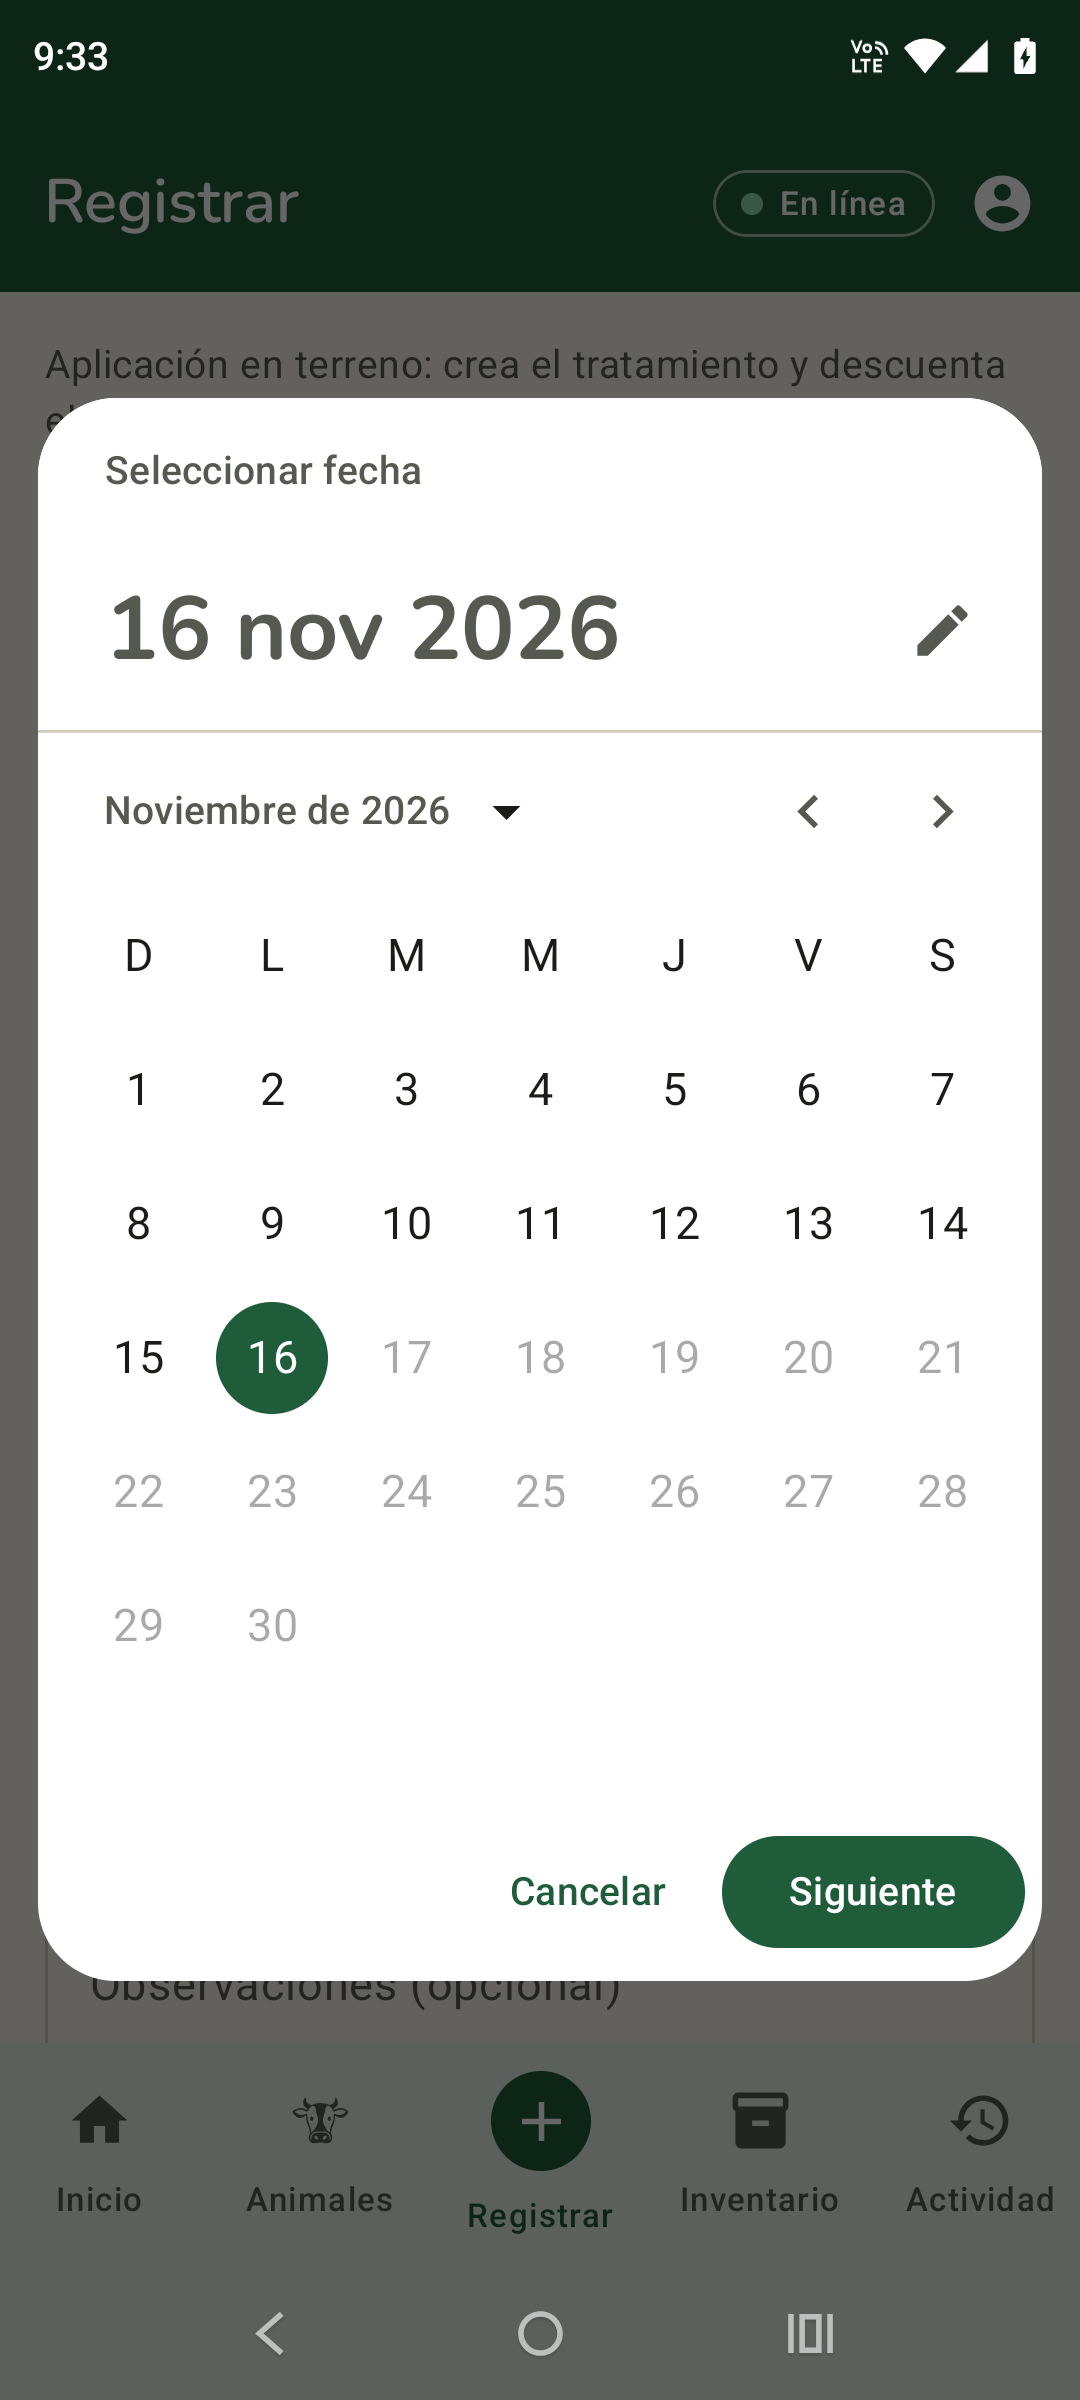 9:33
Vo LTE
Registrar
En línea
Aplicación en terreno: crea el tratamiento y descuenta
Seleccionar fecha
16 nov 2026
Noviembre de 2026
D L M M J V S
1 2 3 4 5 6 7
8 9 10 11 12 13 14
15 16 17 18 19 20 21
22 23 24 25 26 27 28
29 30
Cancelar Siguiente
Observaciones (opcional)
Inicio Animales Registrar Inventario Actividad